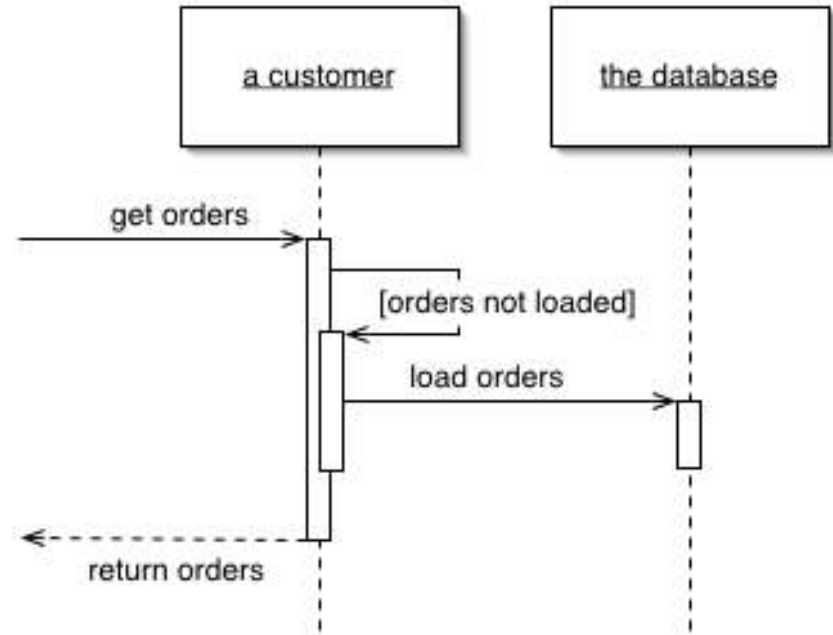 a customer
the database
get orders
[orders not loaded]
load orders
return orders